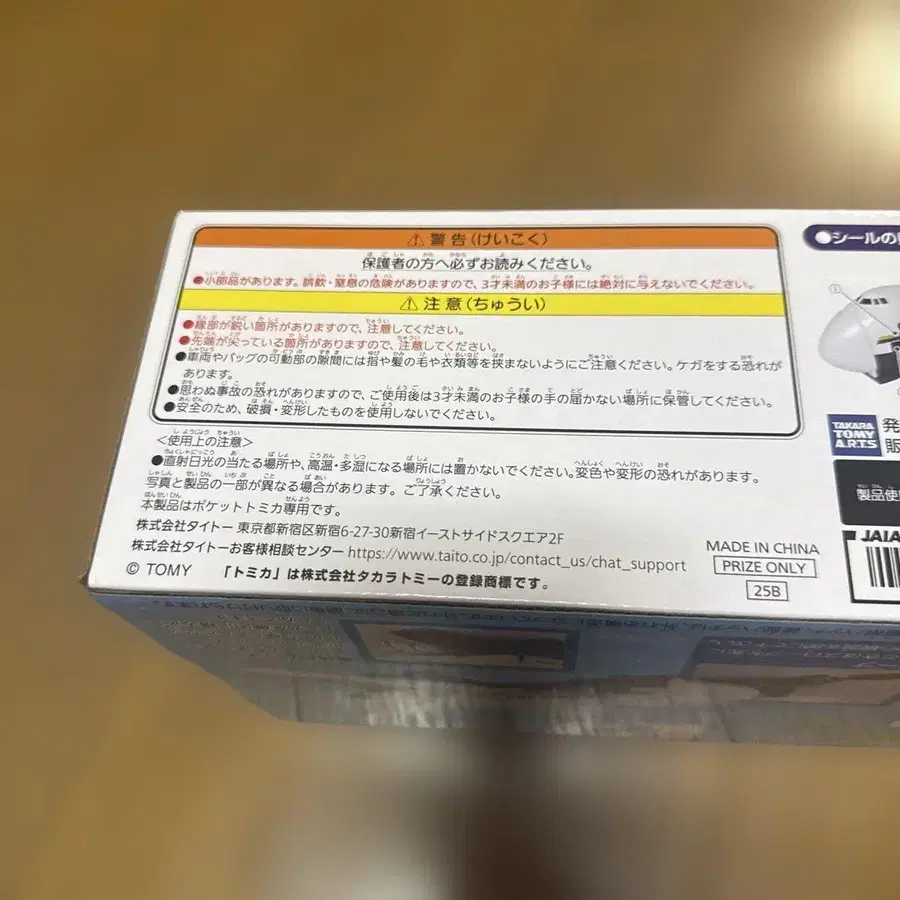 ⚠警告(けいこく)
保護者の方へ必ずお読みください。
●小部品があります。誤飲・窒息の危険がありますので、3才未満のお子様には絶対に与えないでください。
⚠注意(ちゅうい)
●縁部が鋭い箇所がありますので、注意してください。
●先端が尖っている箇所がありますので、注意してください。
●車両やバッグの可動部の隙間には指や髪の毛や衣類等を挟まないようにご注意ください。ケガをする恐れが
あります。
●思わぬ事故の恐れがありますので、ご使用後は3才未満のお子様の手の届かない場所に保管してください。
●安全のため、破損・変形したものを使用しないでください。
<使用上の注意>
●直射日光の当たる場所や、高温・多湿になる場所には置かないでください。変色や変形の恐れがあります。
写真と製品の一部が異なる場合があります。ご了承ください。
本製品はポケットトミカ専用です。
株式会社タイトー 東京都新宿区新宿6-27-30新宿イーストサイドスクエア2F
株式会社タイトーお客様相談センター https://www.taito.co.jp/contact_us/chat_support
© TOMY 「トミカ」は株式会社タカラトミーの登録商標です。
MADE IN CHINA
PRIZE ONLY
25B
●シールの
①
TAKARA
TOMY
ARTS
発
販
製品使
JAIA